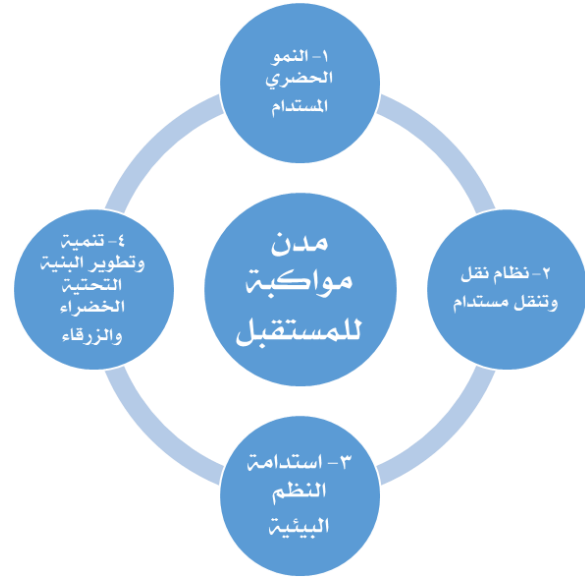 ١- النمو
الحضري
المستدام
مدن
مواكبة
للمستقبل
٢- نظام نقل
وتنقل مستدام
٣- استدامة
النظم
البيئية
٤- تنمية
وتطوير البنية
التحتية
الخضراء
والزرقاء